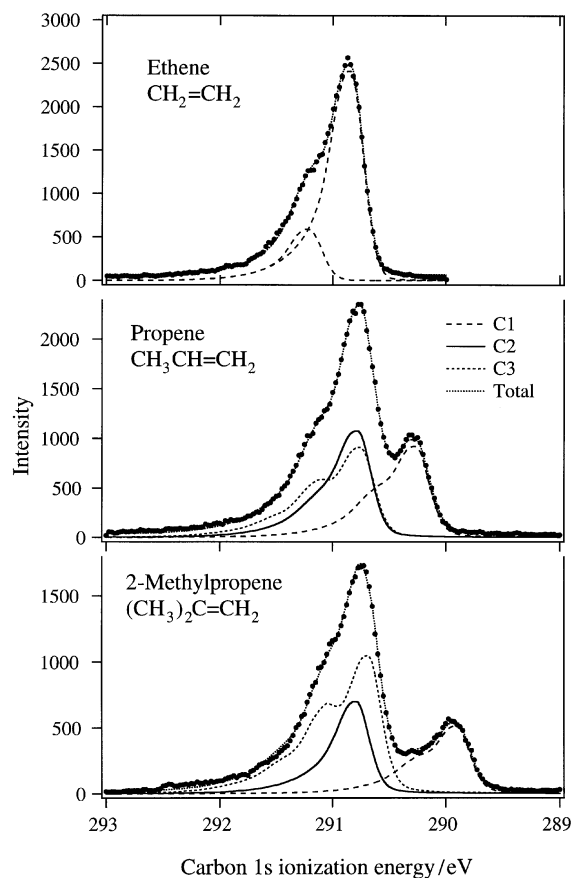 3000
2500
2000
1500
1000
500
0
Ethene
CH₂=CH₂
2000
1500
1000
500
0
Propene
CH₃CH=CH₂
C1
C2
C3
Total
Intensity
1500
1000
500
0
2-Methylpropene
(CH₃)₂C=CH₂
293 292 291 290 289
Carbon 1s ionization energy/eV